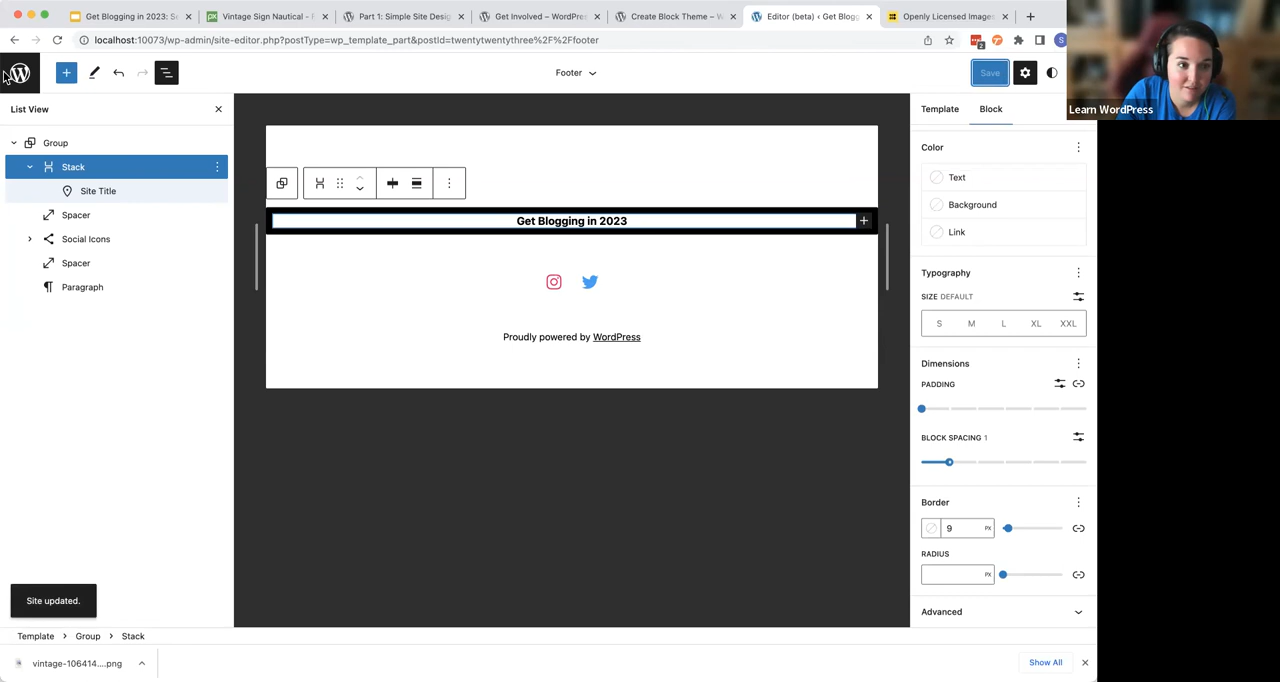 Get Blogging in 2023: Se
Vintage Sign Nautical - F
Part 1: Simple Site Desig
Get Involved – WordPres
Create Block Theme – W
Editor (beta) ‹ Get Blogg
Openly Licensed Images
localhost:10073/wp-admin/site-editor.php?postType=wp_template_part&postId=twentytwentythree%2F%2Ffooter
2
S
Learn WordPress
Footer
Save
List View
Template
Block
Group
Stack
Site Title
Spacer
Social Icons
Spacer
Paragraph
Get Blogging in 2023
Proudly powered by WordPress
Color
Text
Background
Link
Typography
SIZE DEFAULT
S M L XL XXL
Dimensions
PADDING
BLOCK SPACING 1
Border
9 PX
RADIUS
PX
Advanced
Site updated.
Template > Group > Stack
vintage-106414....png
Show All